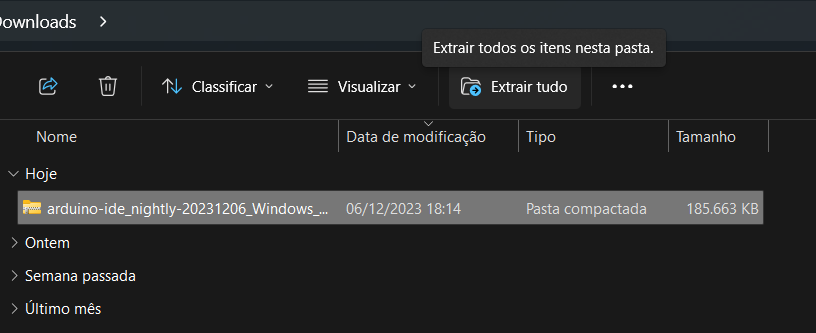 Downloads
Extrair todos os itens nesta pasta.
Classificar Visualizar Extrair tudo
Nome Data de modificação Tipo Tamanho
Hoje
arduino-ide_nightly-20231206_Windows_... 06/12/2023 18:14 Pasta compactada 185.663 KB
Ontem
Semana passada
Último mês